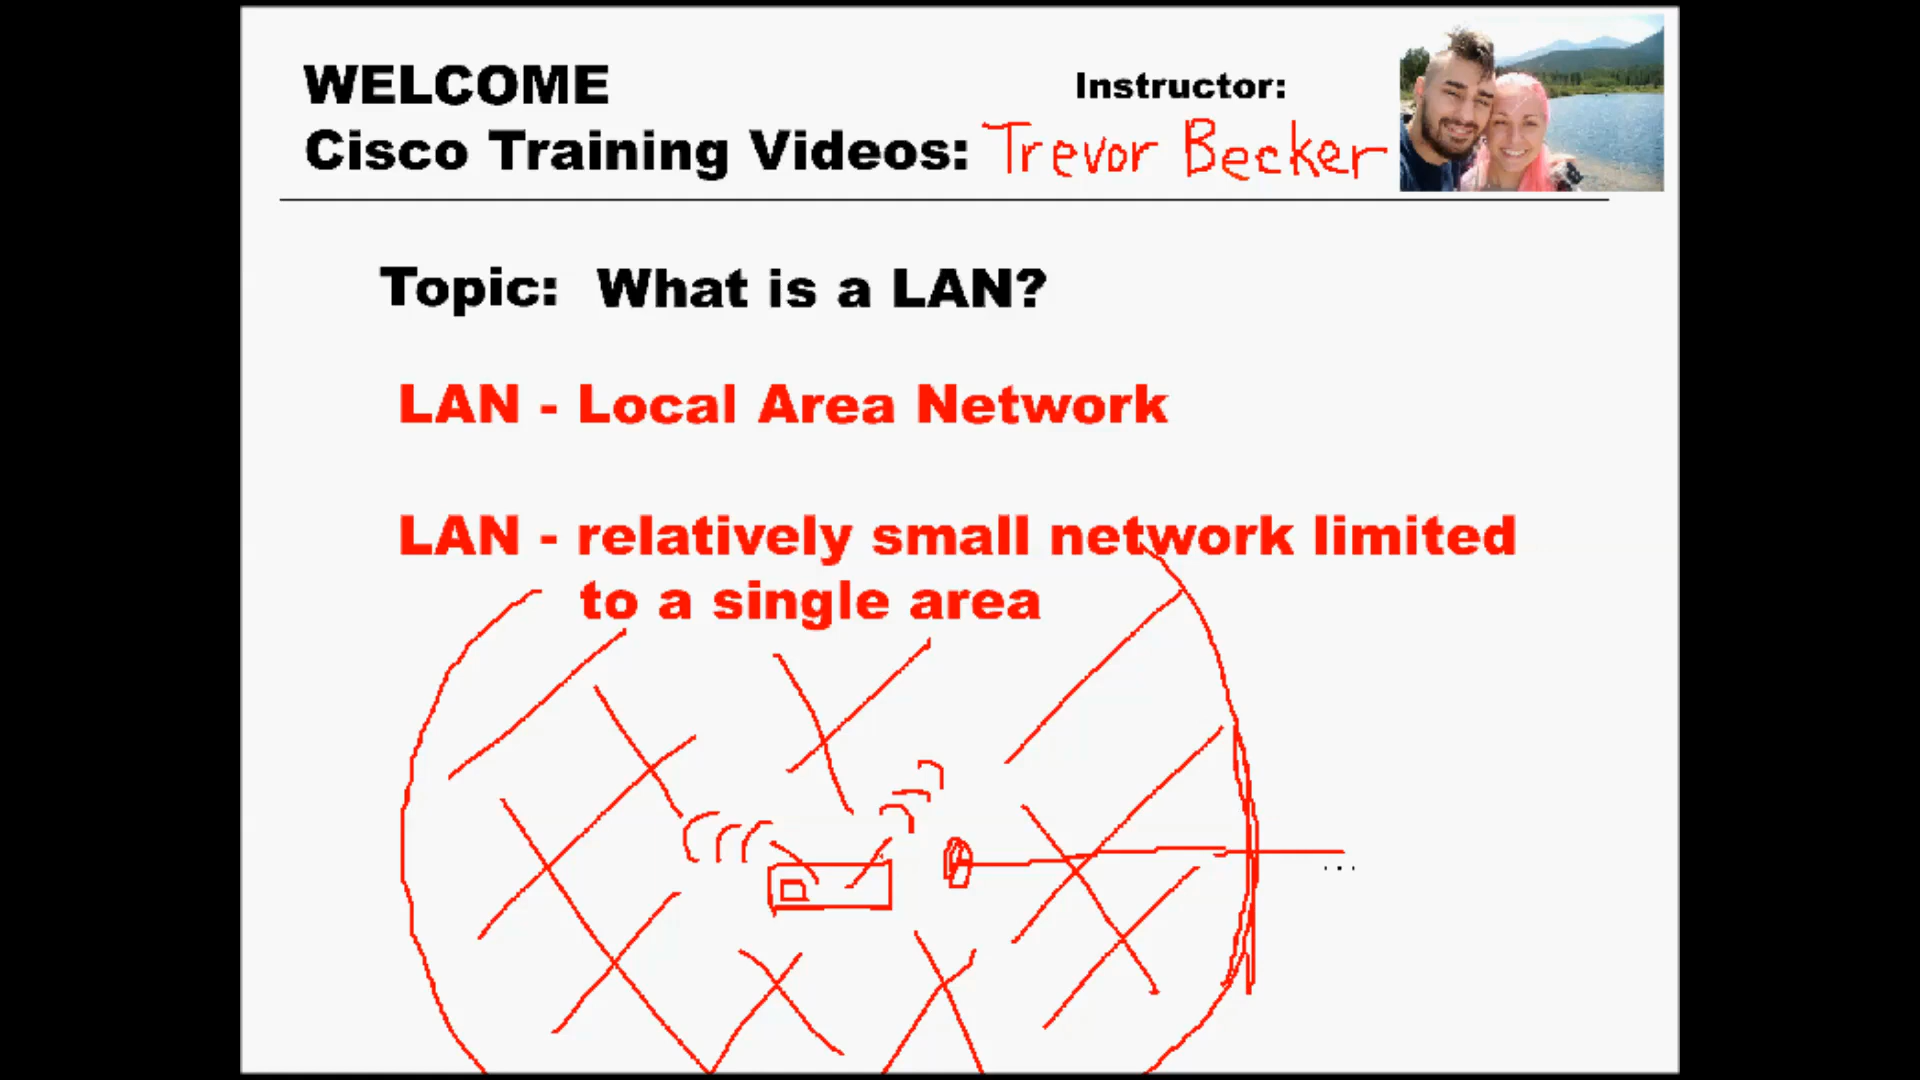 WELCOME
Instructor:
Cisco Training Videos: Trevor Becker
Topic: What is a LAN?
LAN - Local Area Network
LAN - relatively small network limited
to a single area